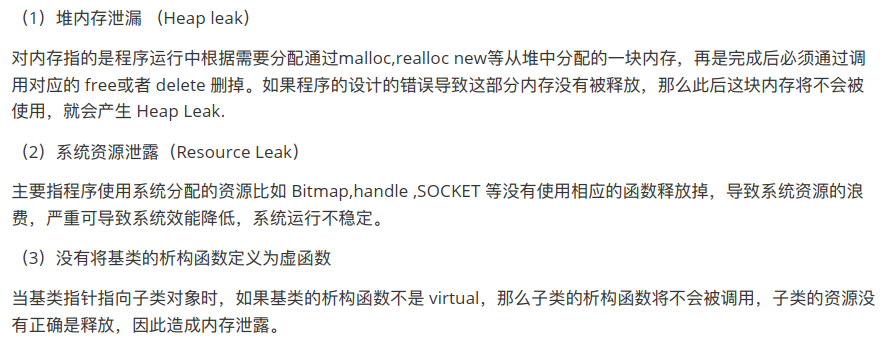 （1）堆内存泄漏 （Heap leak）
对内存指的是程序运行中根据需要分配通过malloc,realloc new等从堆中分配的一块内存，再是完成后必须通过调
用对应的 free或者 delete 删掉。如果程序的设计的错误导致这部分内存没有被释放，那么此后这块内存将不会被
使用，就会产生 Heap Leak.
（2）系统资源泄露（Resource Leak）
主要指程序使用系统分配的资源比如 Bitmap,handle ,SOCKET 等没有使用相应的函数释放掉，导致系统资源的浪
费，严重可导致系统效能降低，系统运行不稳定。
（3）没有将基类的析构函数定义为虚函数
当基类指针指向子类对象时，如果基类的析构函数不是 virtual，那么子类的析构函数将不会被调用，子类的资源没
有正确是释放，因此造成内存泄露。